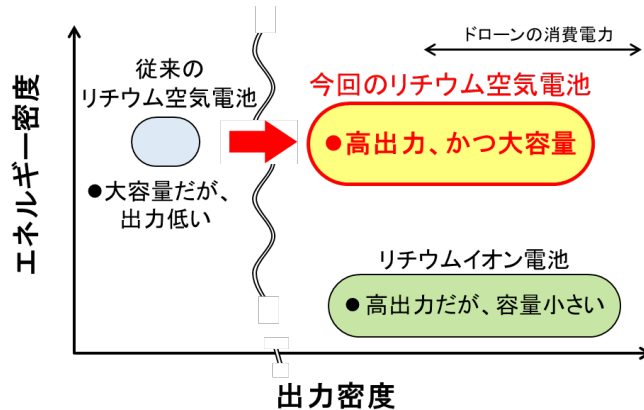 ドローンの消費電力
従来の
リチウム空気電池
今回のリチウム空気電池
●高出力、かつ大容量
●大容量だが、
出力低い
リチウムイオン電池
●高出力だが、容量小さい
エネルギー密度
出力密度